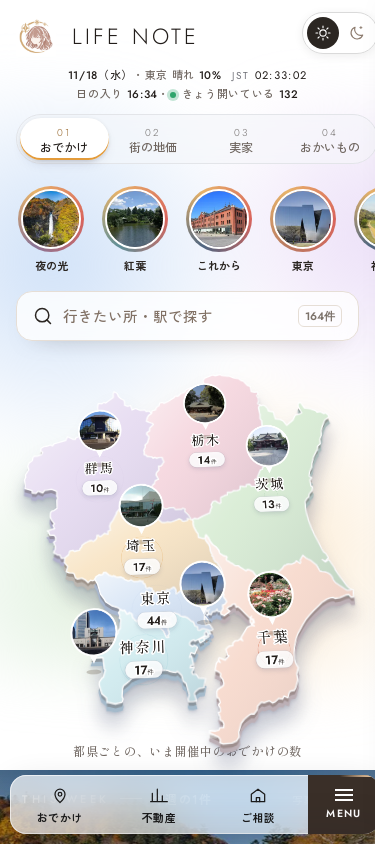 LIFE NOTE
11/18（水）・東京 晴れ 10% JST 02:33:02
日の入り 16:34・きょう開いている 132
01 02 03 04
おでかけ 街の地価 実家 おかいもの
夜の光 紅葉 これから 東京
行きたい所・駅で探す 164件
栃木
14件
群馬
10件
茨城
13件
埼玉
17件
東京
44件
千葉
17件
神奈川
17件
都県ごとの、いま開催中のおでかけの数
おでかけ 不動産 ご相談 MENU